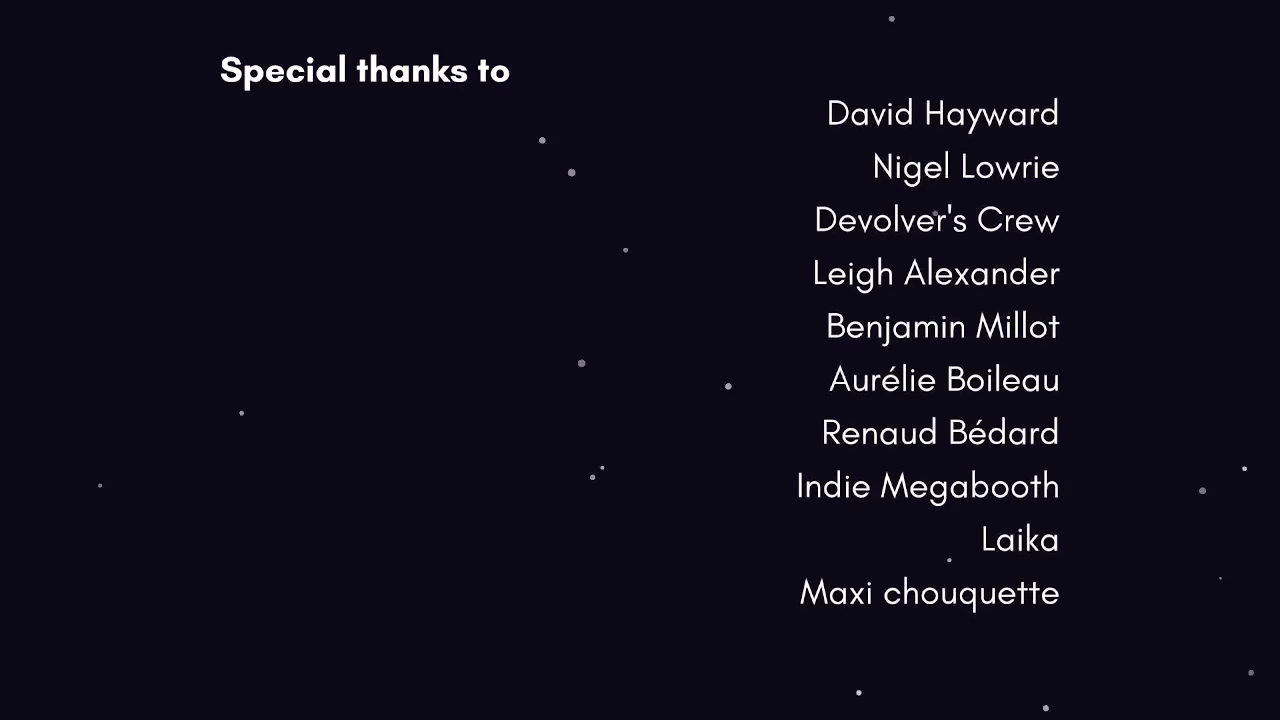 Special thanks to
David Hayward
Nigel Lowrie
Devolver's Crew
Leigh Alexander
Benjamin Millot
Aurélie Boileau
Renaud Bédard
Indie Megabooth
Laika
Maxi chouquette